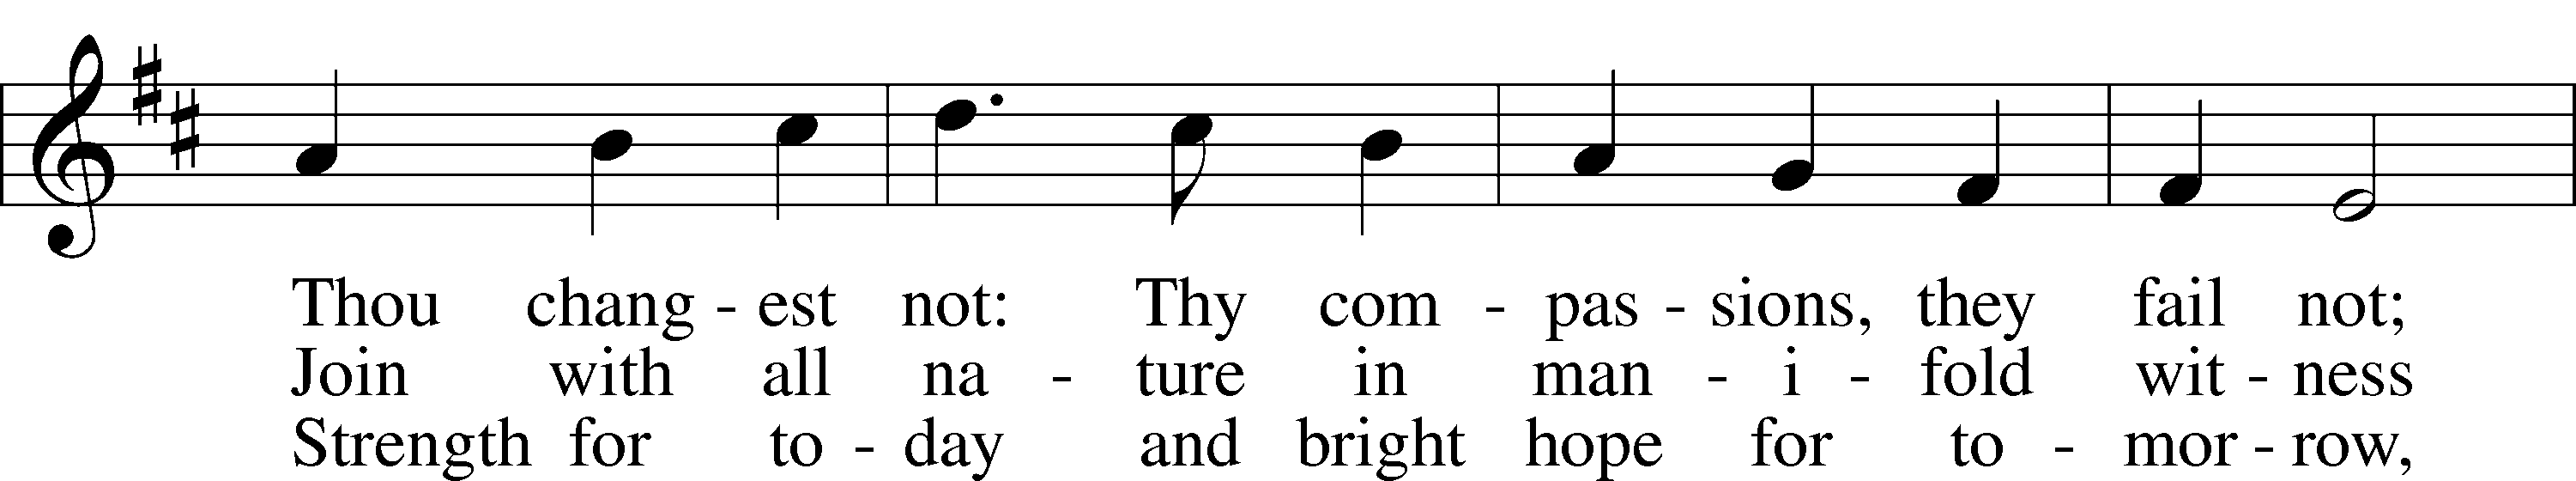 Thou chang - est not: Thy com - pas - sions, they fail not;
Join with all na - ture in man - i - fold wit - ness
Strength for to - day and bright hope for to - mor - row,